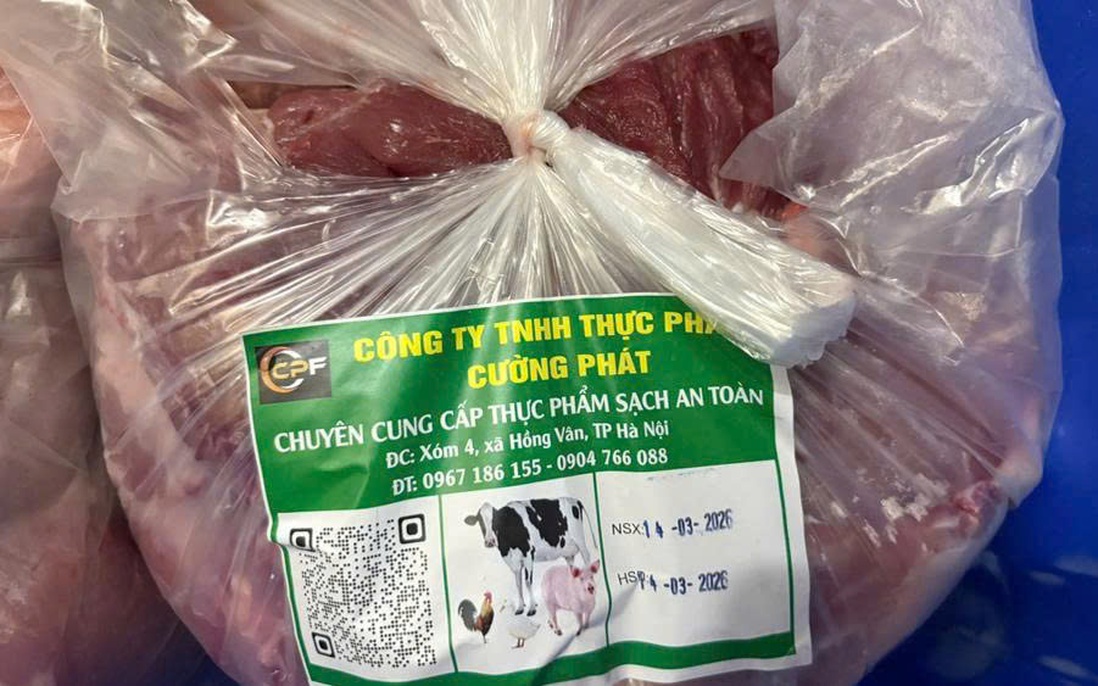 CPF
CÔNG TY TNHH THỰC
CƯỜNG PHÁT
CHUYÊN CUNG CẤP THỰC PHẨM SẠCH AN TOÀN
ĐC: Xóm 4, xã Hồng Vân, TP Hà Nội
ĐT: 0967 186 155 - 0904 766 088
NSX: 14 -03- 2026
14 -03- 2026